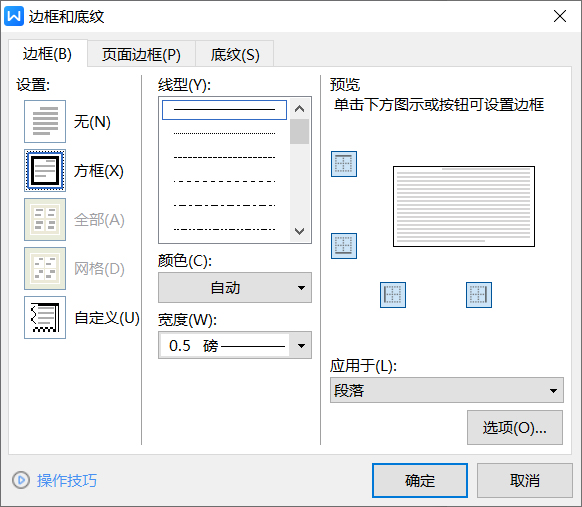 边框和底纹
边框(B)
页面边框(P)
底纹(S)
设置:
无(N)
方框(X)
全部(A)
网格(D)
自定义(U)
线型(Y):
颜色(C):
自动
宽度(W):
0.5 磅
预览
单击下方图示或按钮可设置边框
应用于(L):
段落
选项(O)...
操作技巧
确定
取消